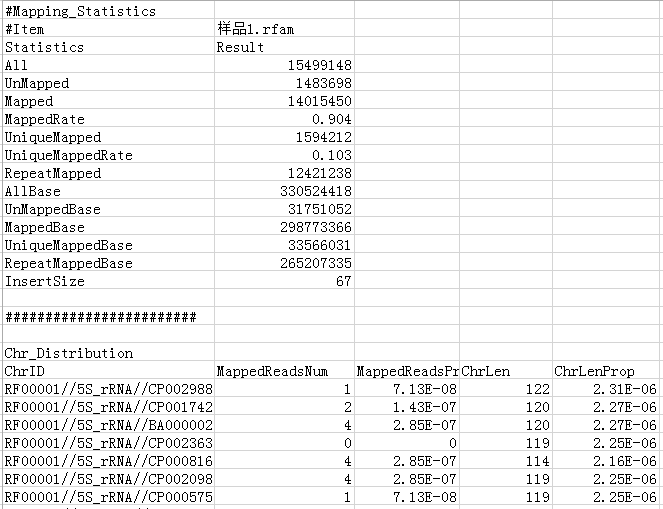 #Mapping_Statistics
#Item 样品1.rfam
Statistics Result
All 15499148
UnMapped 1483698
Mapped 14015450
MappedRate 0.904
UniqueMapped 1594212
UniqueMappedRate 0.103
RepeatMapped 12421238
AllBase 330524418
UnMappedBase 31751052
MappedBase 298773366
UniqueMappedBase 33566031
RepeatMappedBase 265207335
InsertSize 67
########################
Chr_Distribution
ChrID MappedReadsNum MappedReadsPr ChrLen ChrLenProp
RF00001//5S_rRNA//CP002988 1 7.13E-08 122 2.31E-06
RF00001//5S_rRNA//CP001742 2 1.43E-07 120 2.27E-06
RF00001//5S_rRNA//BA000002 4 2.85E-07 120 2.27E-06
RF00001//5S_rRNA//CP002363 0 0 119 2.25E-06
RF00001//5S_rRNA//CP000816 4 2.85E-07 114 2.16E-06
RF00001//5S_rRNA//CP002098 4 2.85E-07 119 2.25E-06
RF00001//5S_rRNA//CP000575 1 7.13E-08 119 2.25E-06